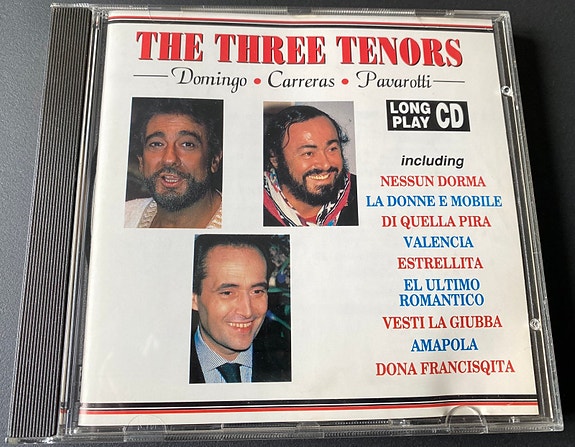 THE THREE TENORS
Domingo • Carreras • Pavarotti
LONG PLAY CD
including
NESSUN DORMA
LA DONNE E MOBILE
DI QUELLA PIRA
VALENCIA
ESTRELLITA
EL ULTIMO
ROMANTICO
VESTI LA GIUBBA
AMAPOLA
DONA FRANCISQITA